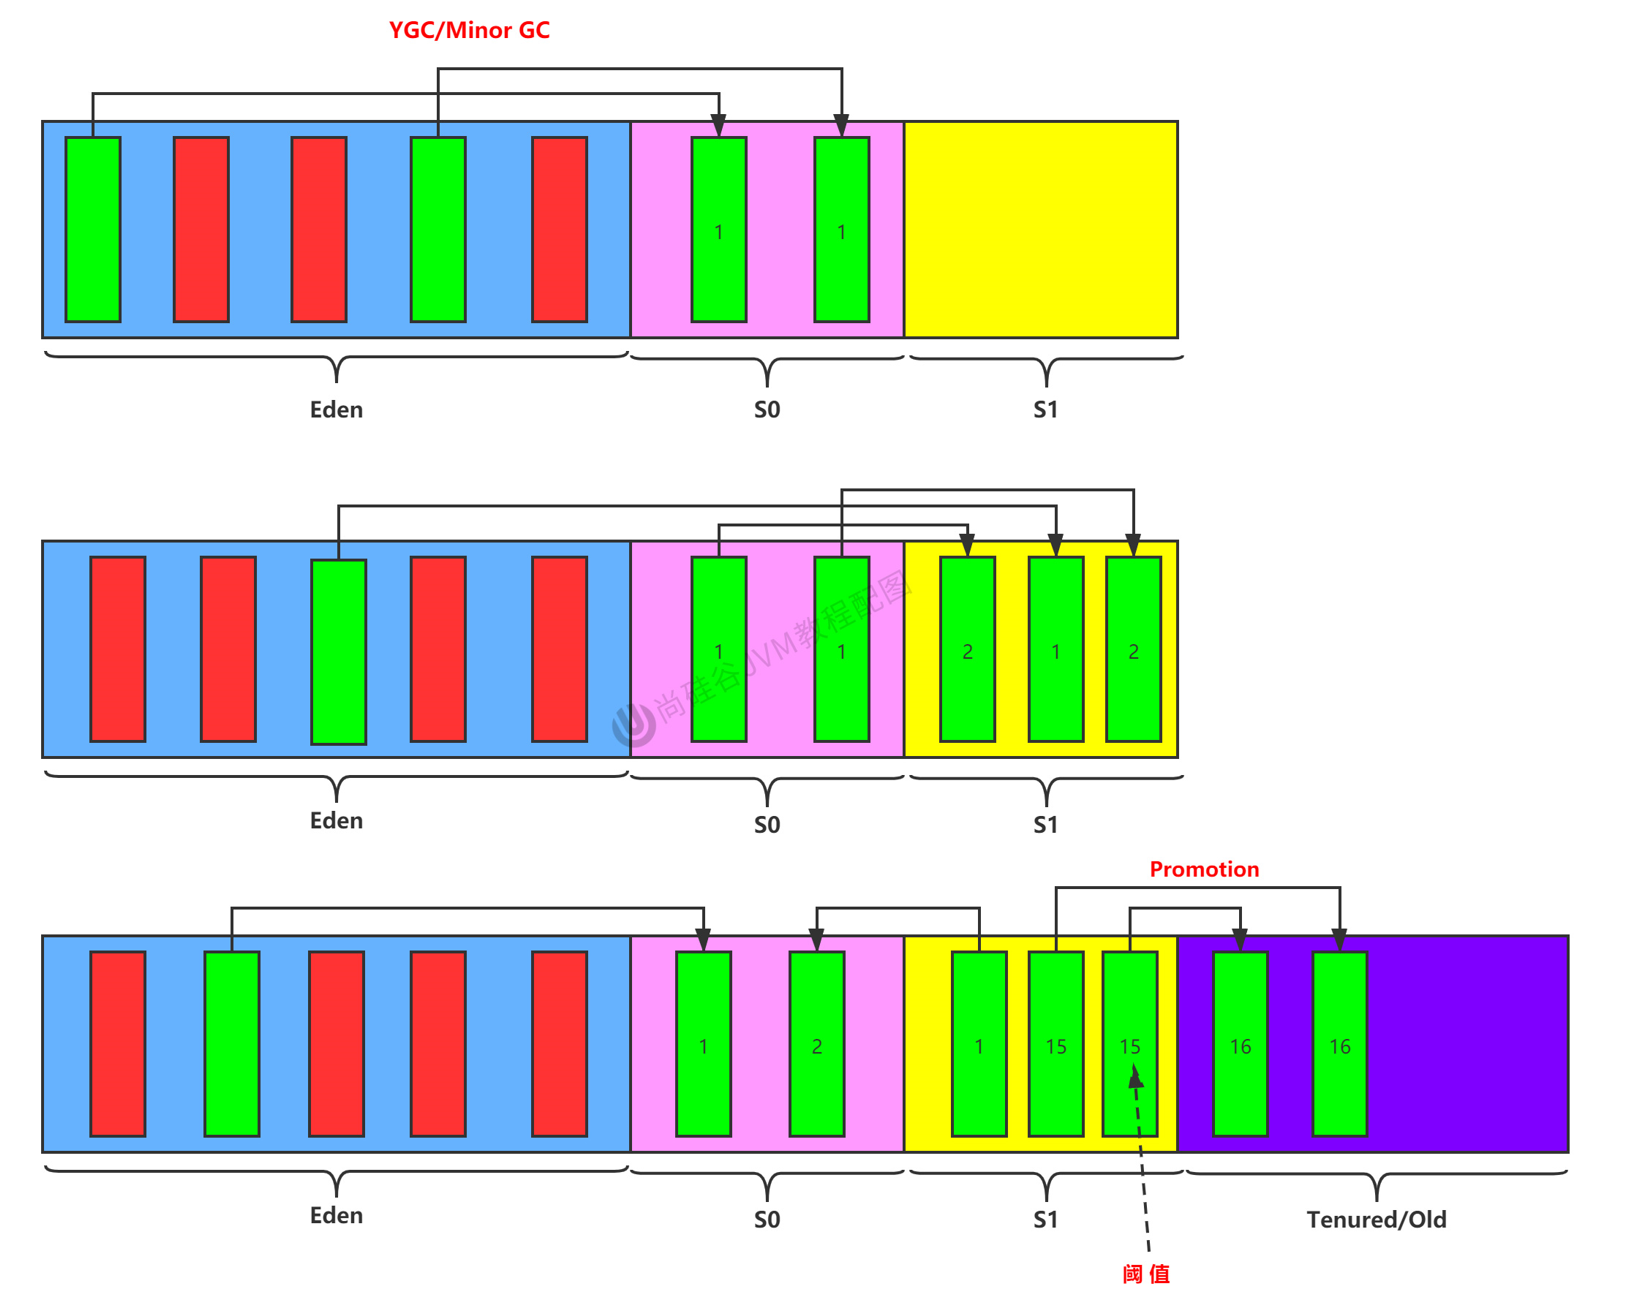 YGC/Minor GC
1 1
Eden S0 S1
1 1 2 1 2
尚硅谷JVM教程配图
Eden S0 S1
Promotion
1 2 1 15 15 16 16
Eden S0 S1 Tenured/Old
阈值